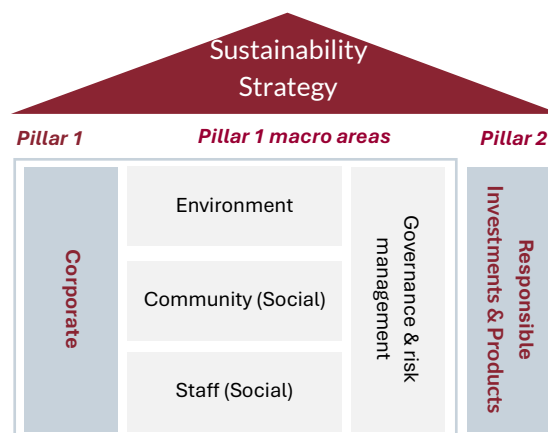 Sustainability
Strategy
Pillar 1
Pillar 1 macro areas
Pillar 2
Corporate
Environment
Community (Social)
Staff (Social)
Governance & risk
management
Responsible
Investments & Products